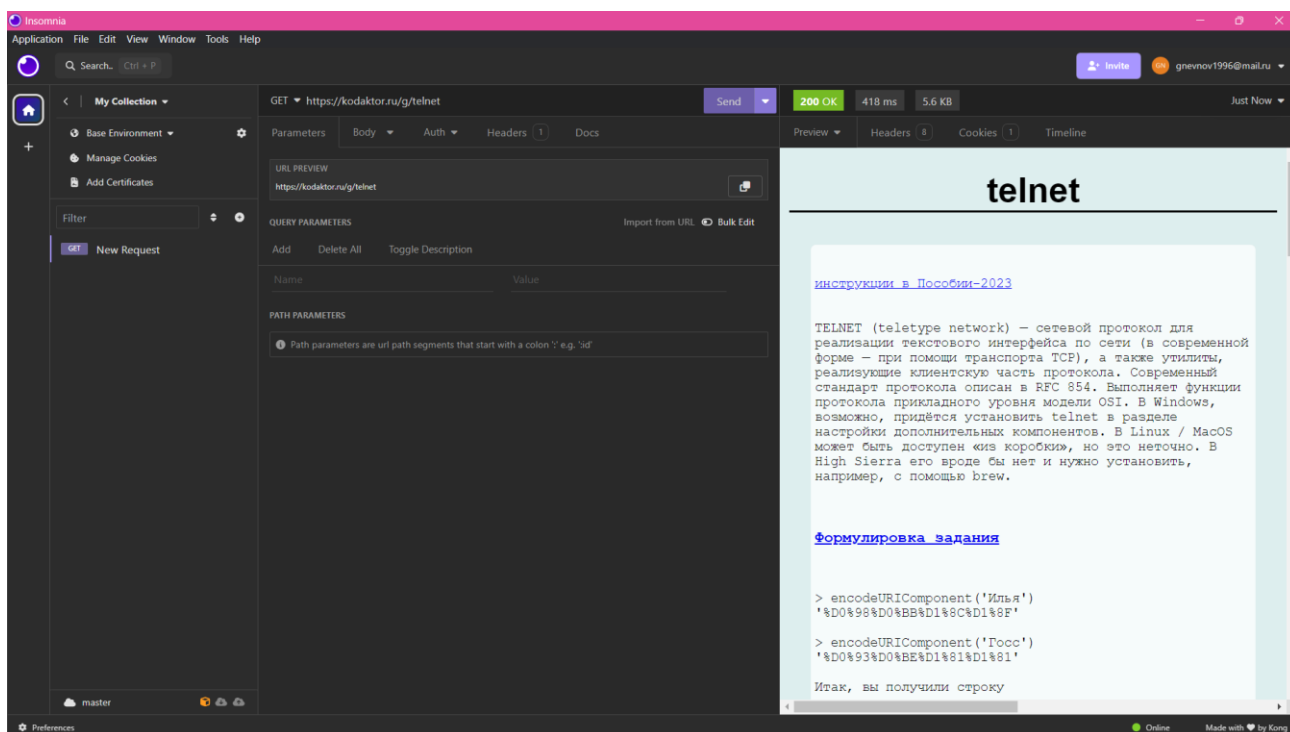 Insomnia
Application File Edit View Window Tools Help
Search.. Ctrl + P
Invite
GN gnevnov1996@mail.ru
My Collection
Base Environment
Manage Cookies
Add Certificates
Filter
GET New Request
master
Preferences
GET https://kodaktor.ru/g/telnet Send
Parameters Body Auth Headers 1 Docs
URL PREVIEW
https://kodaktor.ru/g/telnet
QUERY PARAMETERS Import from URL Bulk Edit
Add Delete All Toggle Description
Name Value
PATH PARAMETERS
Path parameters are url path segments that start with a colon ':' e.g. ':id'
200 OK 418 ms 5.6 KB Just Now
Preview Headers 8 Cookies 1 Timeline
telnet
инструкции в Пособии-2023
TELNET (teletype network) — сетевой протокол для
реализации текстового интерфейса по сети (в современной
форме — при помощи транспорта TCP), а также утилиты,
реализующие клиентскую часть протокола. Современный
стандарт протокола описан в RFC 854. Выполняет функции
протокола прикладного уровня модели OSI. В Windows,
возможно, придётся установить telnet в разделе
настройки дополнительных компонентов. В Linux / MacOS
может быть доступен «из коробки», но это неточно. В
High Sierra его вроде бы нет и нужно установить,
например, с помощью brew.
Формулировка задания
> encodeURIComponent('Илья')
'%D0%98%D0%BB%D1%8C%D1%8F'
> encodeURIComponent('Госс')
'%D0%93%D0%BE%D1%81%D1%81'
Итак, вы получили строку
Online Made with ♥ by Kong